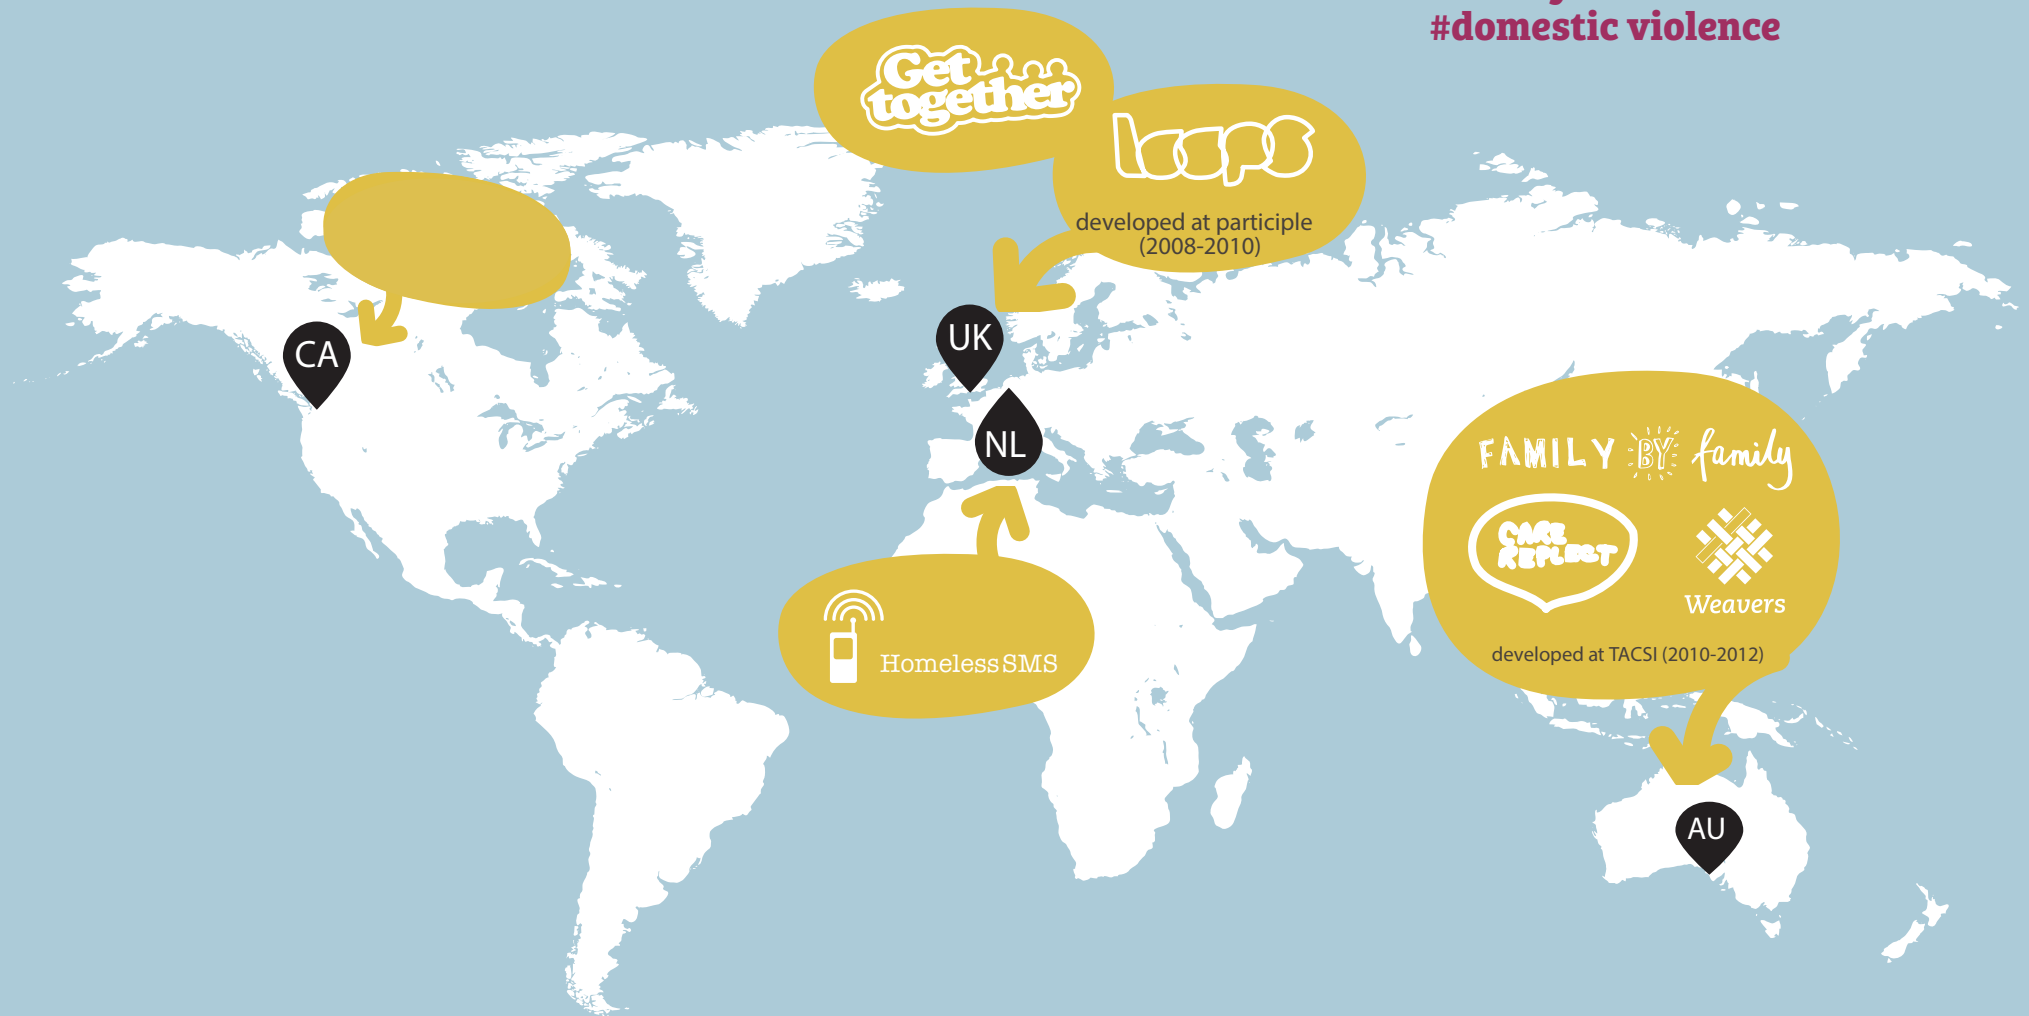 #domestic violence
Get
together
loops
developed at participle
(2008-2010)
CA
UK
NL
FAMILY BY family
CARE
REFLECT
Weavers
developed at TACSI (2010-2012)
HomelessSMS
AU